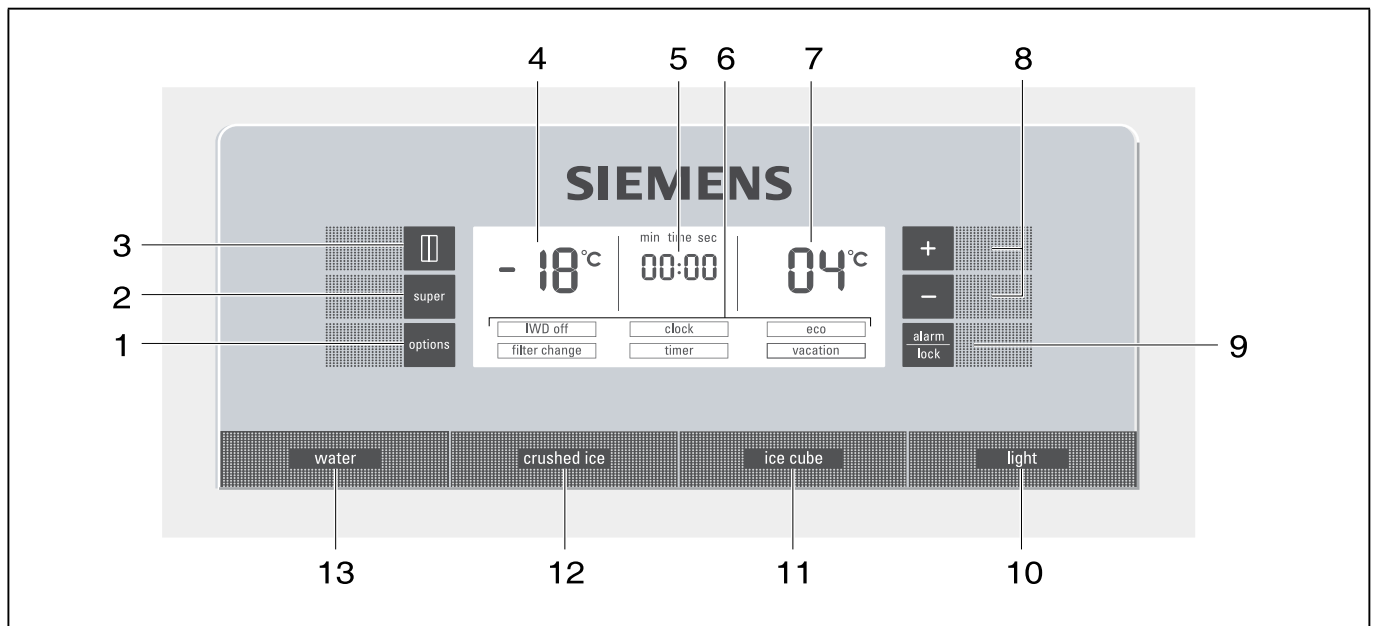 4 5 6 7 8
SIEMENS
3 min time sec +
-18°C 00:00 04°C
2 super −
1 options IWD off clock eco alarm
filter change timer vacation lock 9
water crushed ice ice cube light
13 12 11 10